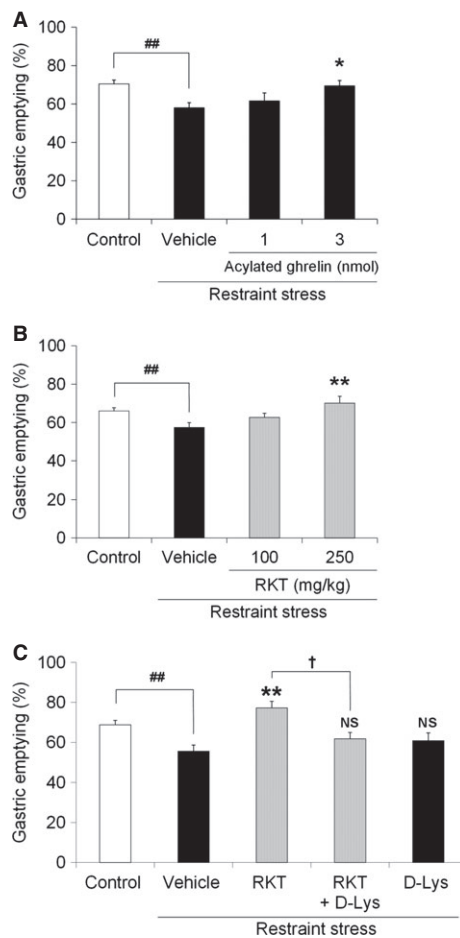 A
100
80
60
40
20
0
Gastric emptying (%)
##
*
Control Vehicle 1 3
Acylated ghrelin (nmol)
Restraint stress
B
100
80
60
40
20
0
Gastric emptying (%)
##
**
Control Vehicle 100 250
RKT (mg/kg)
Restraint stress
C
100
80
60
40
20
0
Gastric emptying (%)
##
**
†
NS NS
Control Vehicle RKT RKT D-Lys
+ D-Lys
Restraint stress